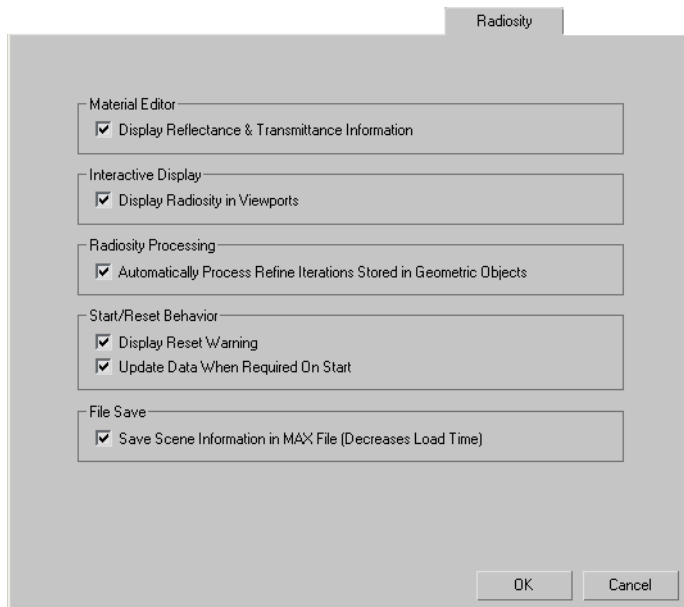 Radiosity
Material Editor
Display Reflectance & Transmittance Information
Interactive Display
Display Radiosity in Viewports
Radiosity Processing
Automatically Process Refine Iterations Stored in Geometric Objects
Start/Reset Behavior
Display Reset Warning
Update Data When Required On Start
File Save
Save Scene Information in MAX File (Decreases Load Time)
OK Cancel